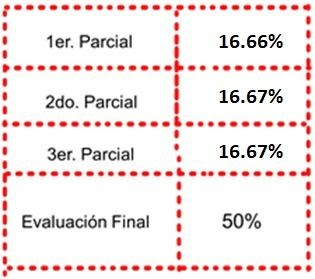 1er. Parcial 16.66%
2do. Parcial 16.67%
3er. Parcial 16.67%
Evaluación Final 50%